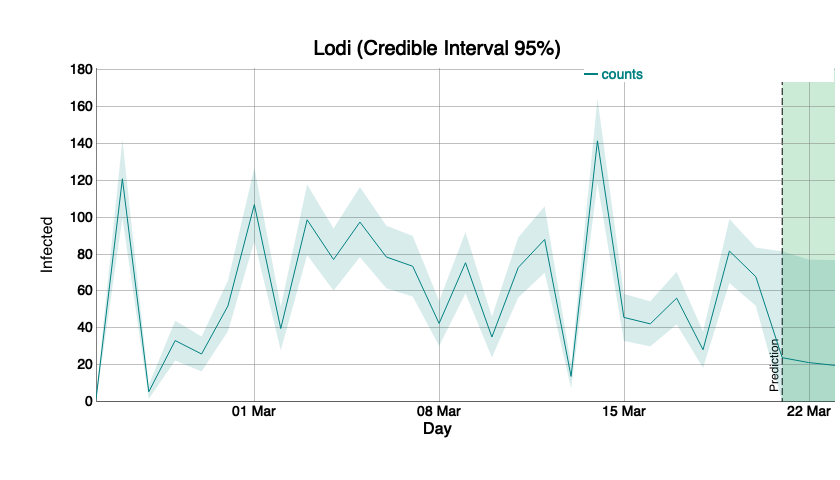 Lodi (Credible Interval 95%)
counts
180
160
140
120
100
80
60
40
20
0
Infected
Prediction
01 Mar
08 Mar
15 Mar
22 Mar
Day